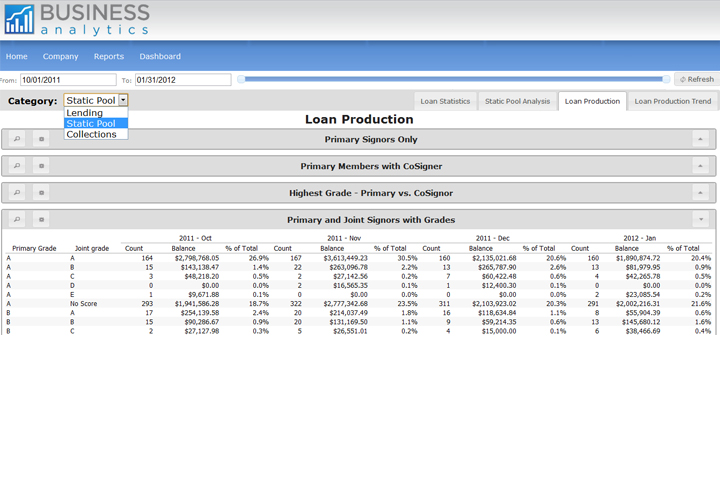 BUSINESS
analytics
Home Company Reports Dashboard
From: 10/01/2011 To: 01/31/2012 Refresh
Category: Static Pool Loan Statistics Static Pool Analysis Loan Production Loan Production Trend
Lending
Static Pool
Collections
Loan Production
Primary Signors Only
Primary Members with CoSigner
Highest Grade - Primary vs. CoSignor
Primary and Joint Signors with Grades
2011 - Oct 2011 - Nov 2011 - Dec 2012 - Jan
Primary Grade Joint grade Count Balance % of Total Count Balance % of Total Count Balance % of Total Count Balance % of Total
A A 164 $2,798,768.05 26.9% 167 $3,613,449.23 30.5% 160 $2,135,021.68 20.6% 160 $1,890,874.72 20.4%
A B 15 $143,138.47 1.4% 22 $263,096.78 2.2% 13 $265,787.90 2.6% 13 $81,979.95 0.9%
A C 3 $48,218.20 0.5% 2 $27,142.56 0.2% 7 $60,422.48 0.6% 4 $42,265.78 0.5%
A D 0 $0.00 0.0% 2 $16,565.35 0.1% 1 $12,400.30 0.1% 0 $0.00 0.0%
A E 1 $9,671.88 0.1% 0 $0.00 0.0% 0 $0.00 0.0% 2 $23,085.54 0.2%
A No Score 293 $1,941,586.28 18.7% 322 $2,777,342.68 23.5% 311 $2,103,923.02 20.3% 291 $2,002,216.31 21.6%
B A 17 $254,139.58 2.4% 20 $214,037.49 1.8% 16 $118,634.84 1.1% 8 $55,904.39 0.6%
B B 15 $90,286.67 0.9% 20 $131,169.50 1.1% 9 $59,214.35 0.6% 13 $145,680.12 1.6%
B C 2 $27,127.98 0.3% 5 $26,551.01 0.2% 4 $15,000.00 0.1% 6 $38,466.69 0.4%